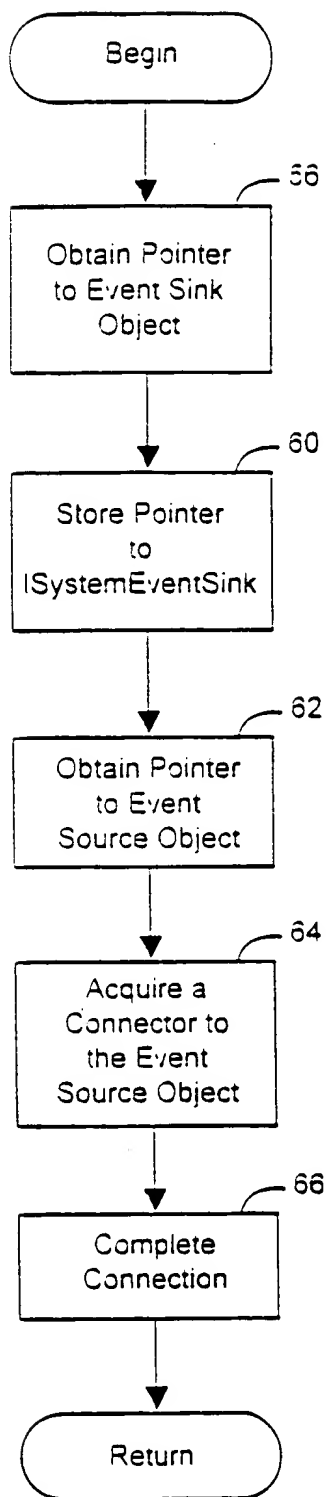 Begin
66
Obtain Pointer
to Event Sink
Object
60
Store Pointer
to
ISystemEventSink
62
Obtain Pointer
to Event
Source Object
64
Acquire a
Connector to
the Event
Source Object
66
Complete
Connection
Return